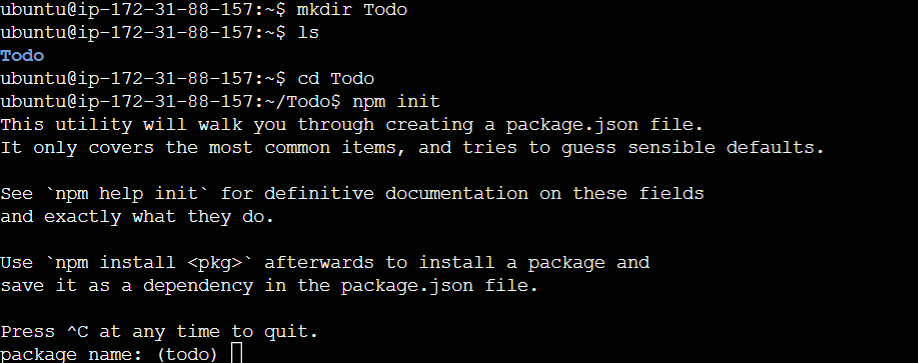 ubuntu@ip-172-31-88-157:~$ mkdir Todo
ubuntu@ip-172-31-88-157:~$ ls
Todo
ubuntu@ip-172-31-88-157:~$ cd Todo
ubuntu@ip-172-31-88-157:~/Todo$ npm init
This utility will walk you through creating a package.json file.
It only covers the most common items, and tries to guess sensible defaults.

See `npm help init` for definitive documentation on these fields
and exactly what they do.

Use `npm install <pkg>` afterwards to install a package and
save it as a dependency in the package.json file.

Press ^C at any time to quit.
package name: (todo)